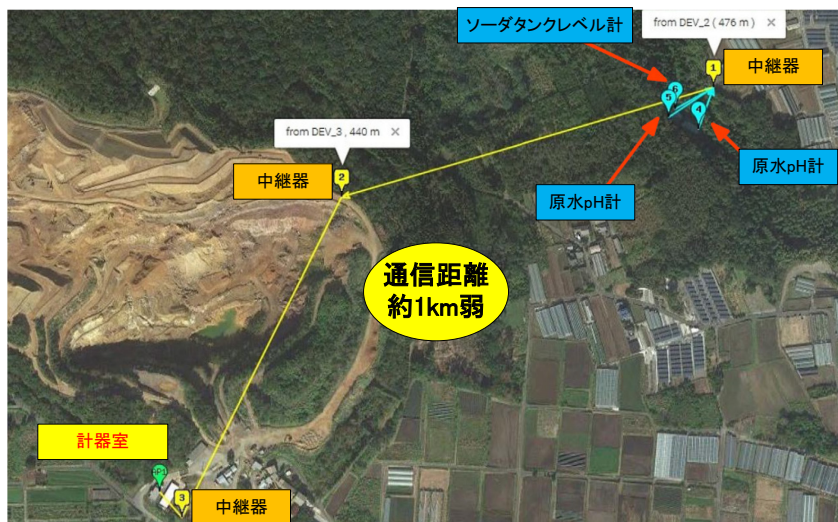 ソーダタンクレベル計
from DEV_2 ( 476 m ) ×
1
中継器
6
5
4
from DEV_3 , 440 m ×
中継器
2
原水pH計
原水pH計
通信距離
約1km弱
計器室
AP1
3
中継器